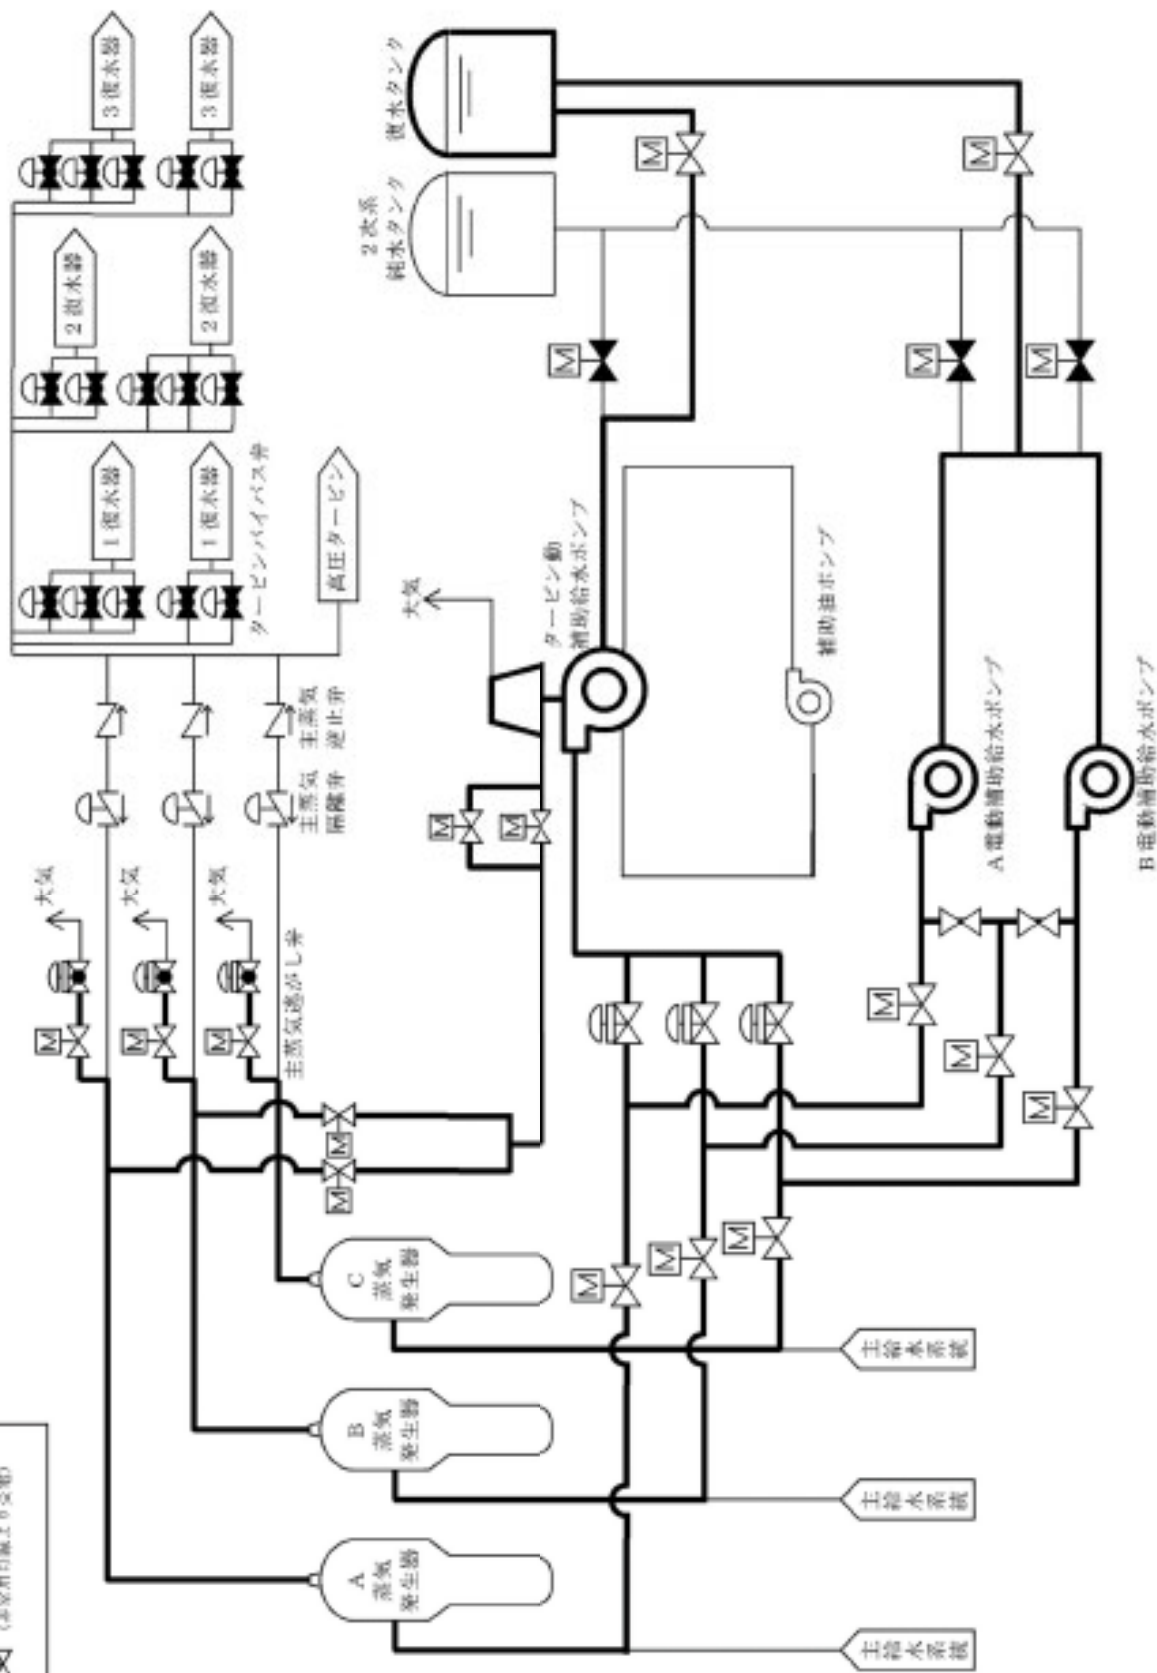 3復水器
3復水器
2復水器
2復水器
1復水器
1復水器
タービンバイパス弁
高圧タービン
主蒸気
逆止弁
主蒸気
隔離弁
大気
大気
大気
主蒸気逃がし弁
復水タンク
2次系
純水タンク
M
M
M
M
M
大気
タービン動
補助給水ポンプ
補助油ポンプ
A電動補助給水ポンプ
B電動補助給水ポンプ
M
M
M
M
M
M
M
M
M
M
M
M
M
A
蒸気
発生器
B
蒸気
発生器
C
蒸気
発生器
主
給水系統
主
給水系統
主
給水系統